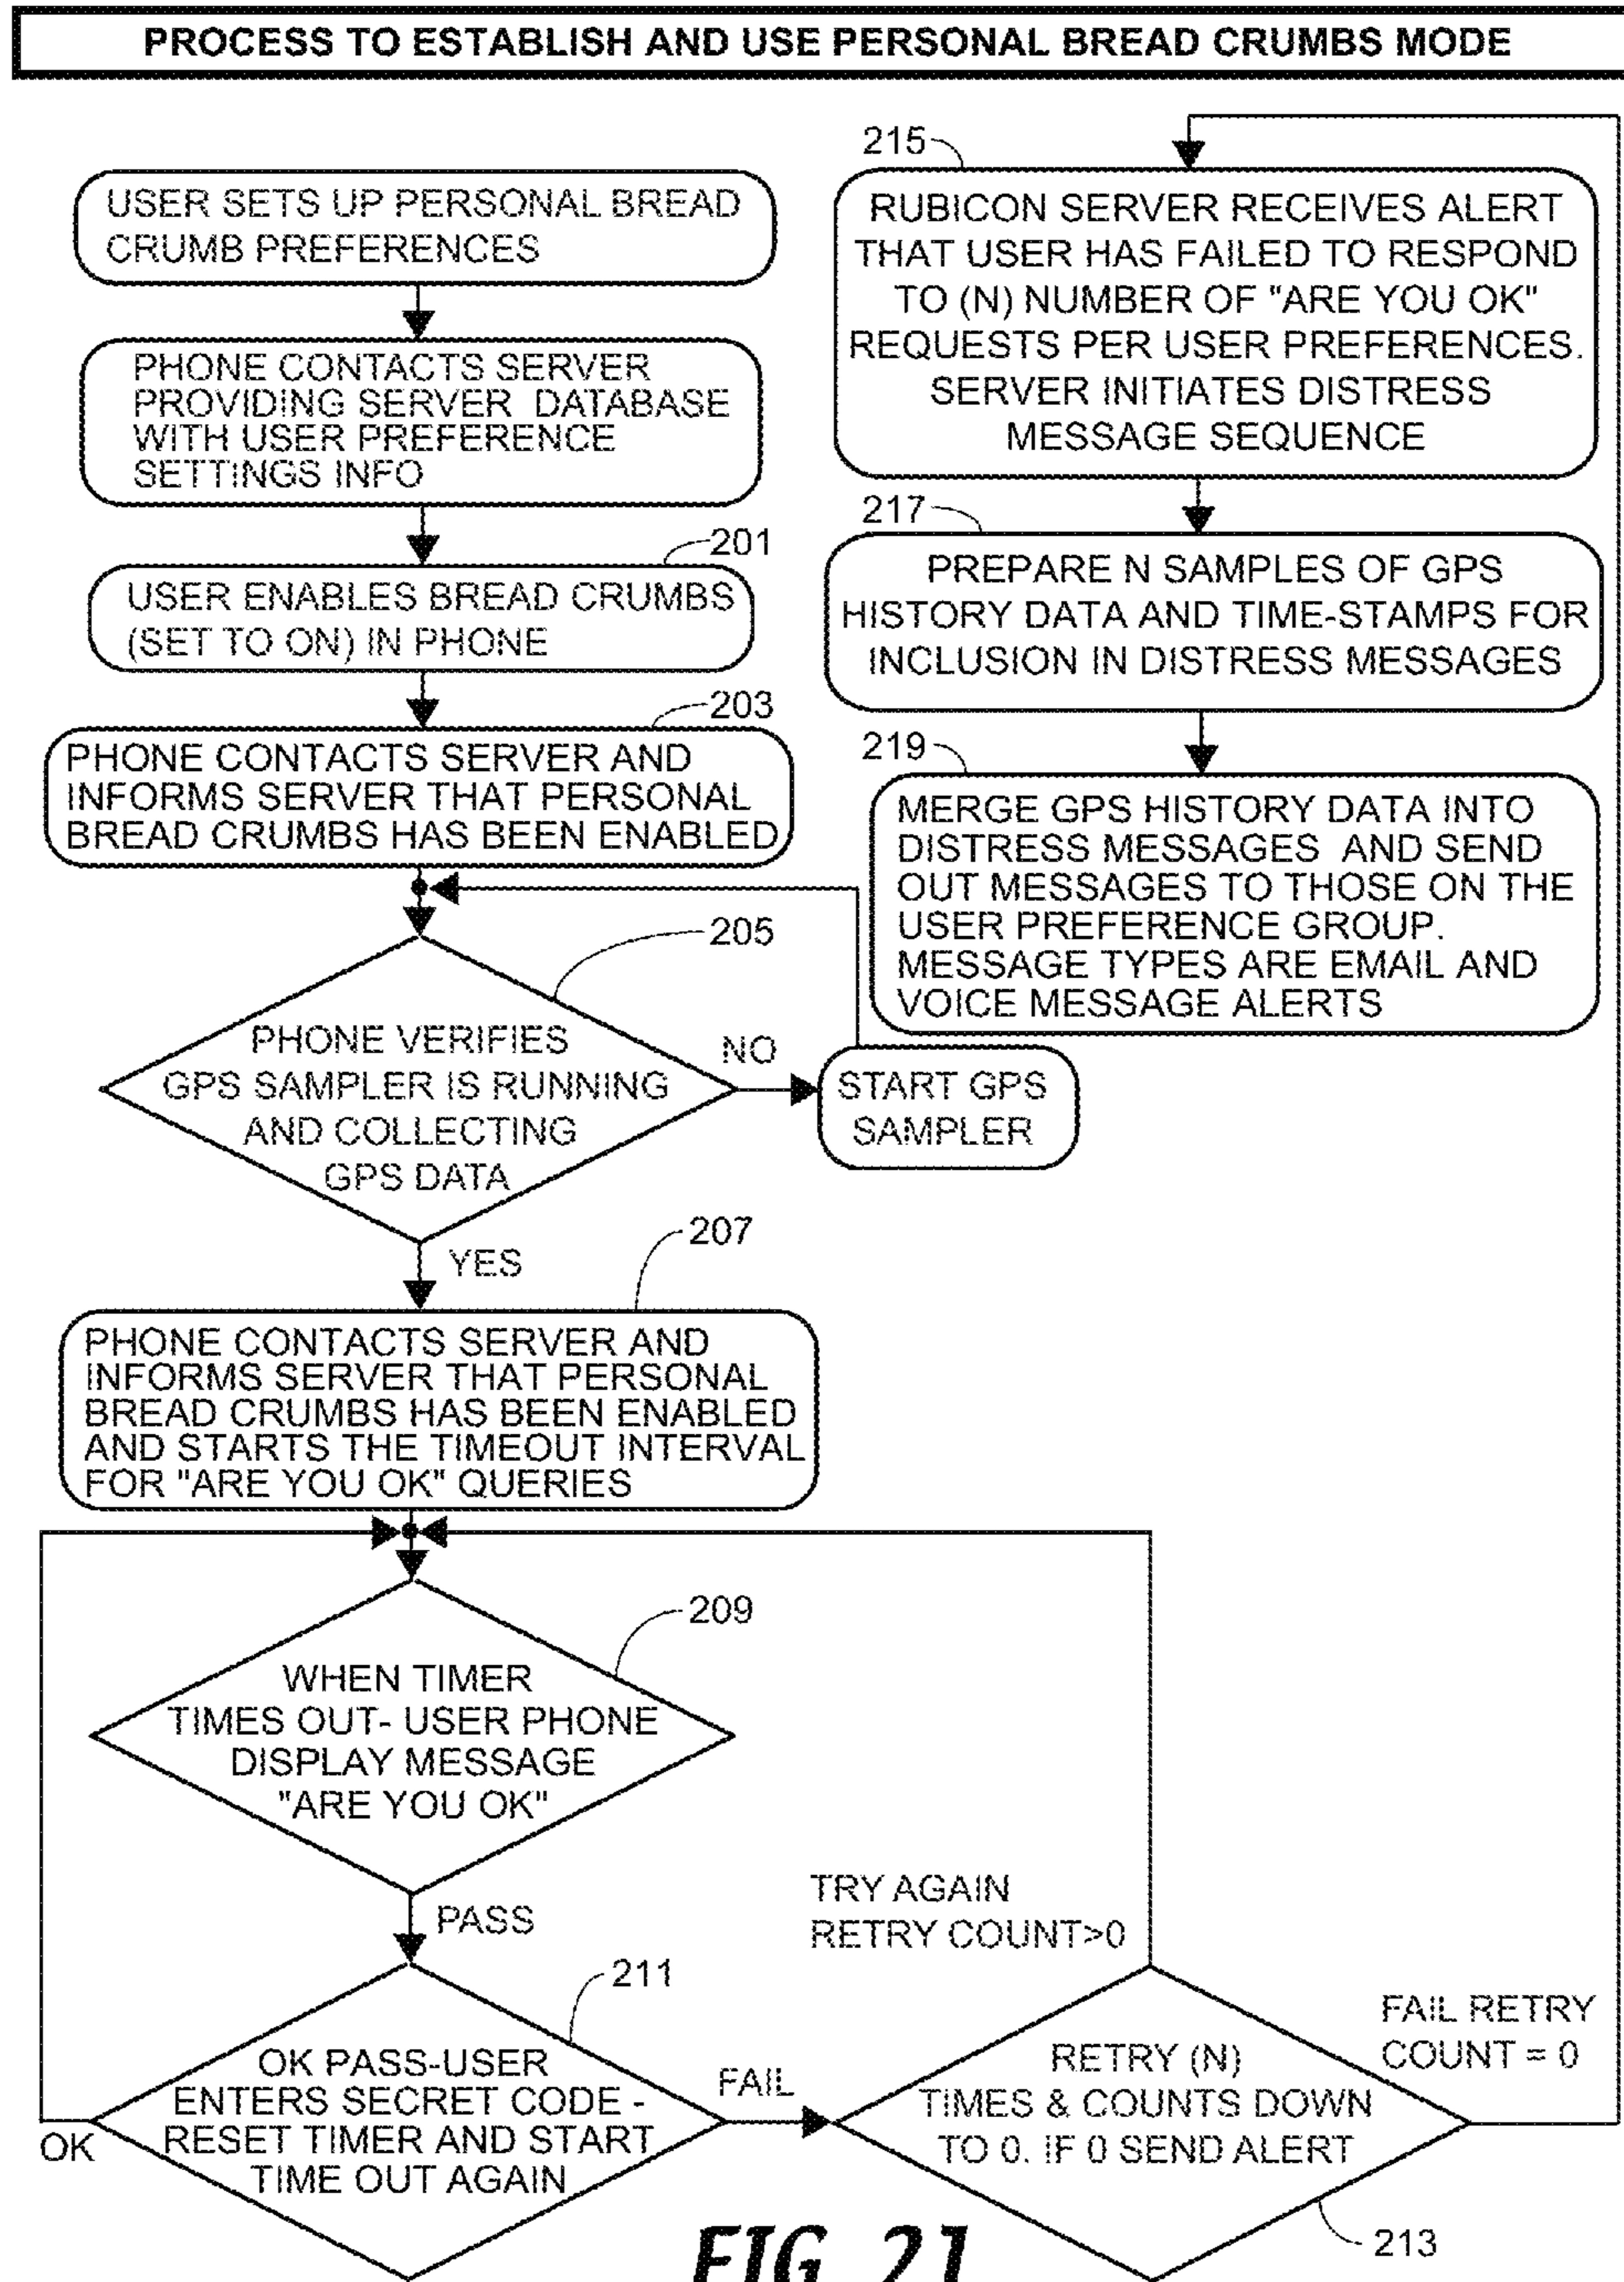 PROCESS TO ESTABLISH AND USE PERSONAL BREAD CRUMBS MODE
USER SETS UP PERSONAL BREAD
CRUMB PREFERENCES
PHONE CONTACTS SERVER
PROVIDING SERVER DATABASE
WITH USER PREFERENCE
SETTINGS INFO
201
USER ENABLES BREAD CRUMBS
(SET TO ON) IN PHONE
203
PHONE CONTACTS SERVER AND
INFORMS SERVER THAT PERSONAL
BREAD CRUMBS HAS BEEN ENABLED
205
PHONE VERIFIES
GPS SAMPLER IS RUNNING
AND COLLECTING
GPS DATA
NO
START GPS
SAMPLER
YES
207
PHONE CONTACTS SERVER AND
INFORMS SERVER THAT PERSONAL
BREAD CRUMBS HAS BEEN ENABLED
AND STARTS THE TIMEOUT INTERVAL
FOR "ARE YOU OK" QUERIES
209
WHEN TIMER
TIMES OUT- USER PHONE
DISPLAY MESSAGE
"ARE YOU OK"
PASS
211
OK PASS-USER
ENTERS SECRET CODE -
RESET TIMER AND START
TIME OUT AGAIN
OK
FAIL
TRY AGAIN
RETRY COUNT>0
RETRY (N)
TIMES & COUNTS DOWN
TO 0. IF 0 SEND ALERT
213
FAIL RETRY
COUNT = 0
215
RUBICON SERVER RECEIVES ALERT
THAT USER HAS FAILED TO RESPOND
TO (N) NUMBER OF "ARE YOU OK"
REQUESTS PER USER PREFERENCES.
SERVER INITIATES DISTRESS
MESSAGE SEQUENCE
217
PREPARE N SAMPLES OF GPS
HISTORY DATA AND TIME-STAMPS FOR
INCLUSION IN DISTRESS MESSAGES
219
MERGE GPS HISTORY DATA INTO
DISTRESS MESSAGES AND SEND
OUT MESSAGES TO THOSE ON THE
USER PREFERENCE GROUP.
MESSAGE TYPES ARE EMAIL AND
VOICE MESSAGE ALERTS
FIG 21